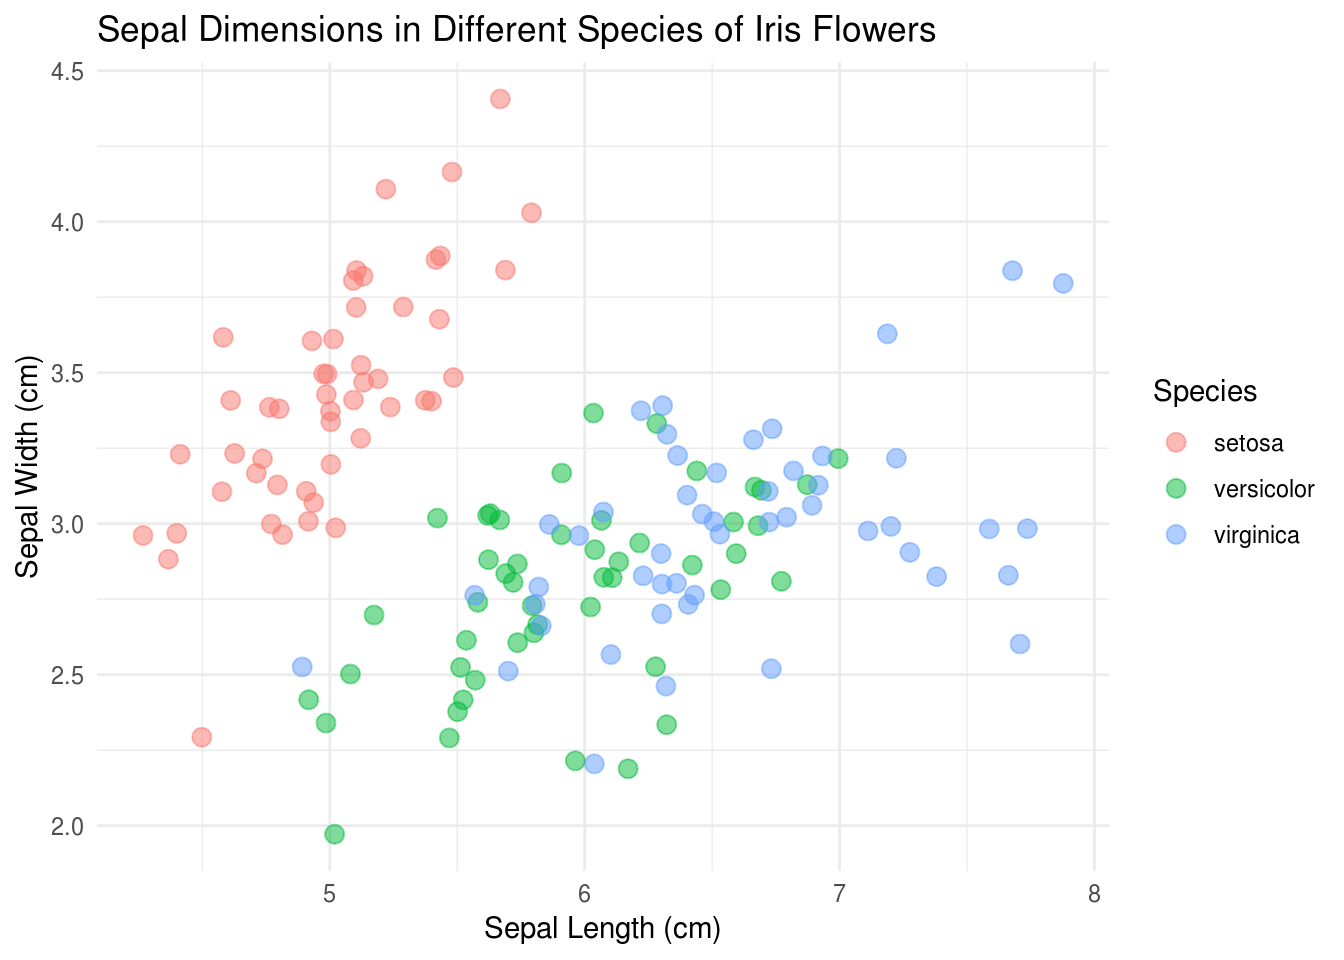 Sepal Dimensions in Different Species of Iris Flowers
4.5
4.0
3.5
3.0
2.5
2.0
Sepal Width (cm)
5 6 7 8
Sepal Length (cm)
Species
setosa
versicolor
virginica